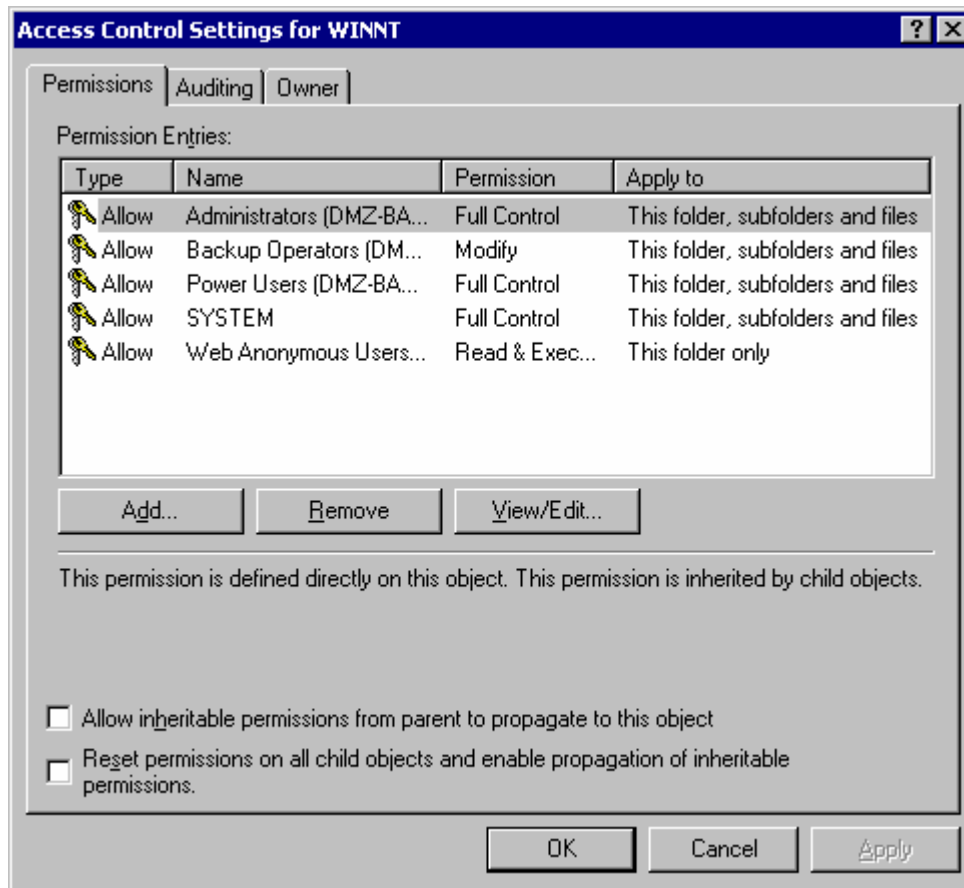 Access Control Settings for WINNT
Permissions Auditing Owner
Permission Entries:
Type Name Permission Apply to
Allow Administrators (DMZ-BA... Full Control This folder, subfolders and files
Allow Backup Operators (DM... Modify This folder, subfolders and files
Allow Power Users (DMZ-BA... Full Control This folder, subfolders and files
Allow SYSTEM Full Control This folder, subfolders and files
Allow Web Anonymous Users... Read & Exec... This folder only
Add... Remove View/Edit...
This permission is defined directly on this object. This permission is inherited by child objects.
Allow inheritable permissions from parent to propagate to this object
Reset permissions on all child objects and enable propagation of inheritable
permissions.
OK Cancel Apply